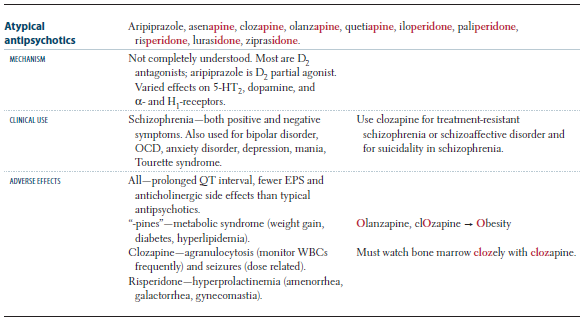 Atypical
antipsychotics
Aripiprazole, asenapine, clozapine, olanzapine, quetiapine, iloperidone, paliperidone,
risperidone, lurasidone, ziprasidone.
MECHANISM
Not completely understood. Most are D₂
antagonists; aripiprazole is D₂ partial agonist.
Varied effects on 5-HT₂, dopamine, and
α- and H₁-receptors.
CLINICAL USE
Schizophrenia—both positive and negative
symptoms. Also used for bipolar disorder,
OCD, anxiety disorder, depression, mania,
Tourette syndrome.
Use clozapine for treatment-resistant
schizophrenia or schizoaffective disorder and
for suicidality in schizophrenia.
ADVERSE EFFECTS
All—prolonged QT interval, fewer EPS and
anticholinergic side effects than typical
antipsychotics.
“-pines”—metabolic syndrome (weight gain,
diabetes, hyperlipidemia).
Olanzapine, clOzapine → Obesity
Clozapine—agranulocytosis (monitor WBCs
frequently) and seizures (dose related).
Must watch bone marrow clozely with clozapine.
Risperidone—hyperprolactinemia (amenorrhea,
galactorrhea, gynecomastia).